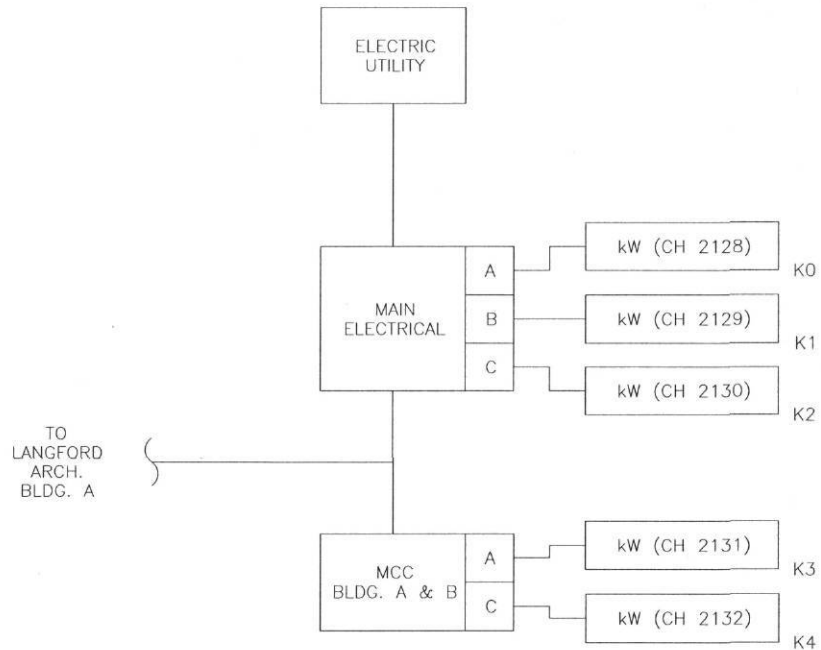 ELECTRIC
UTILITY
MAIN
ELECTRICAL
A
B
C
kW (CH 2128)
K0
kW (CH 2129)
K1
kW (CH 2130)
K2
TO
LANGFORD
ARCH.
BLDG. A
MCC
BLDG. A & B
A
C
kW (CH 2131)
K3
kW (CH 2132)
K4